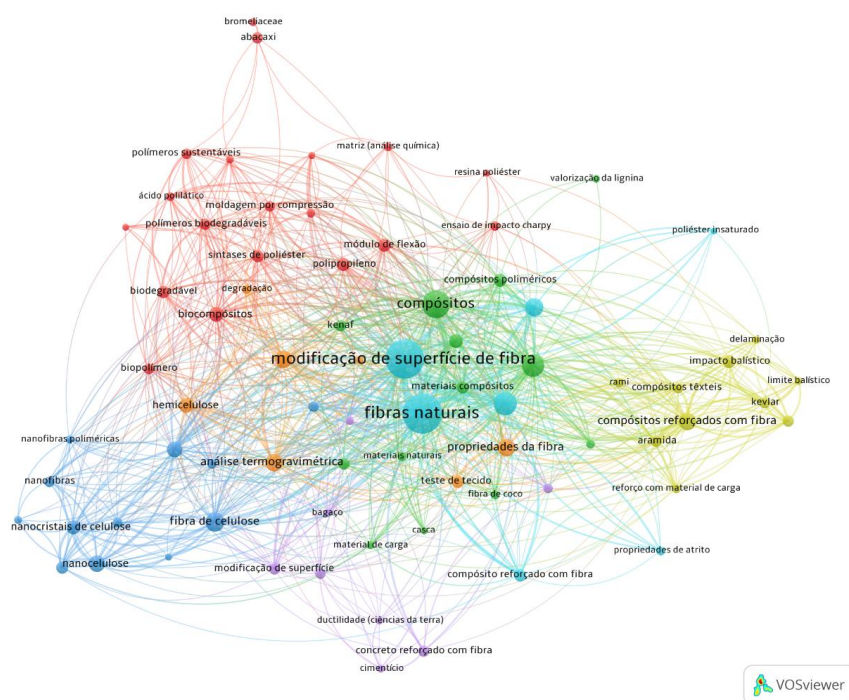 bromeliaceae
abacaxi
matriz (análise química)
polímeros sustentáveis
resina poliéster
valorização da lignina
ácido polilático
moldagem por compressão
polímeros biodegradáveis
ensaio de impacto charpy
poliéster insaturado
módulo de flexão
sintases de poliéster
polipropileno
compósitos poliméricos
biodegradável
degradação
compósitos
biocompósitos
kenaf
delaminação
modificação de superfície de fibra
impacto balístico
biopolímero
rami
limite balístico
materiais compósitos
compósitos têxteis
kevlar
hemicelulose
fibras naturais
compósitos reforçados com fibra
nanofibras poliméricas
aramida
propriedades da fibra
materiais naturais
análise termogravimétrica
nanofibras
teste de tecido
reforço com material de carga
fibra de coco
bagaço
fibra de celulose
nanocristais de celulose
casca
material de carga
propriedades de atrito
nanocelulose
modificação de superfície
compósito reforçado com fibra
ductilidade (ciências da terra)
concreto reforçado com fibra
cimentício
VOSviewer